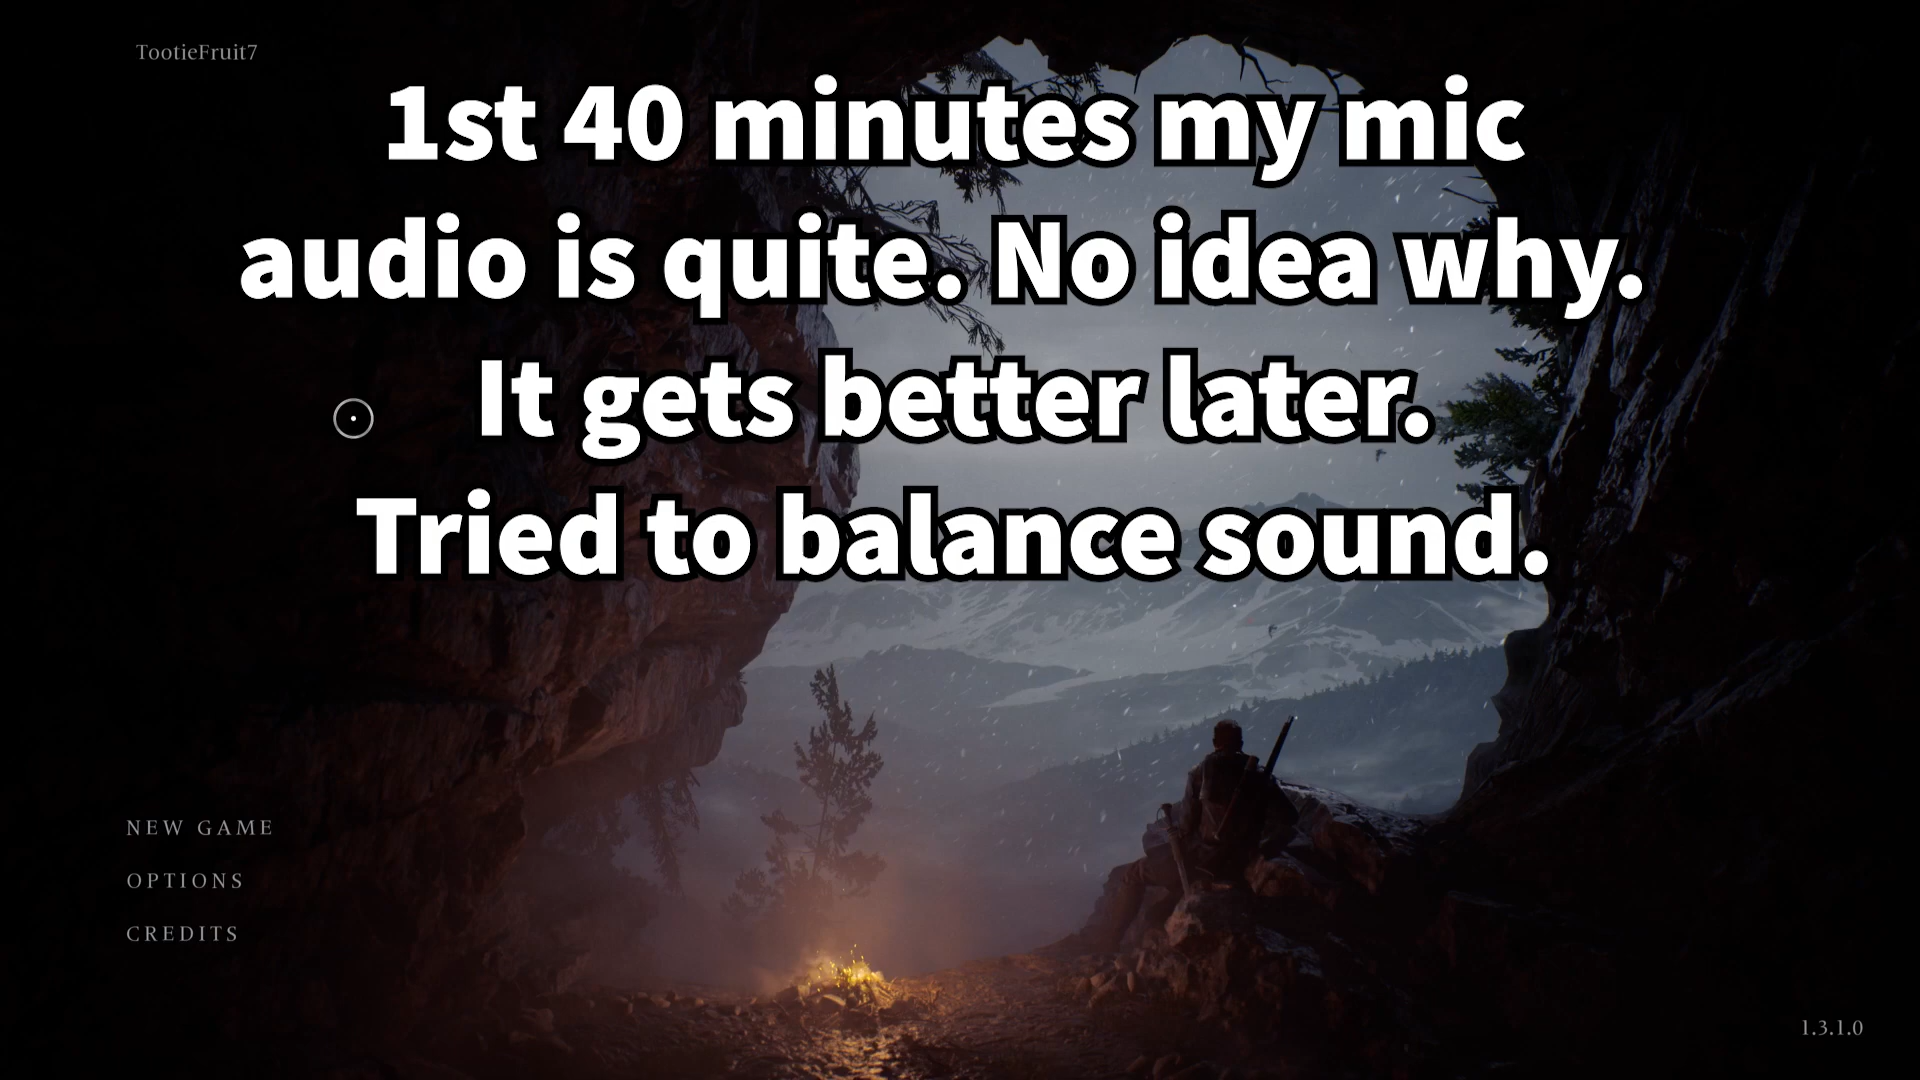 TootieFruit7
1st 40 minutes my mic
audio is quite. No idea why.
It gets better later.
Tried to balance sound.
NEW GAME
OPTIONS
CREDITS
1.3.1.0